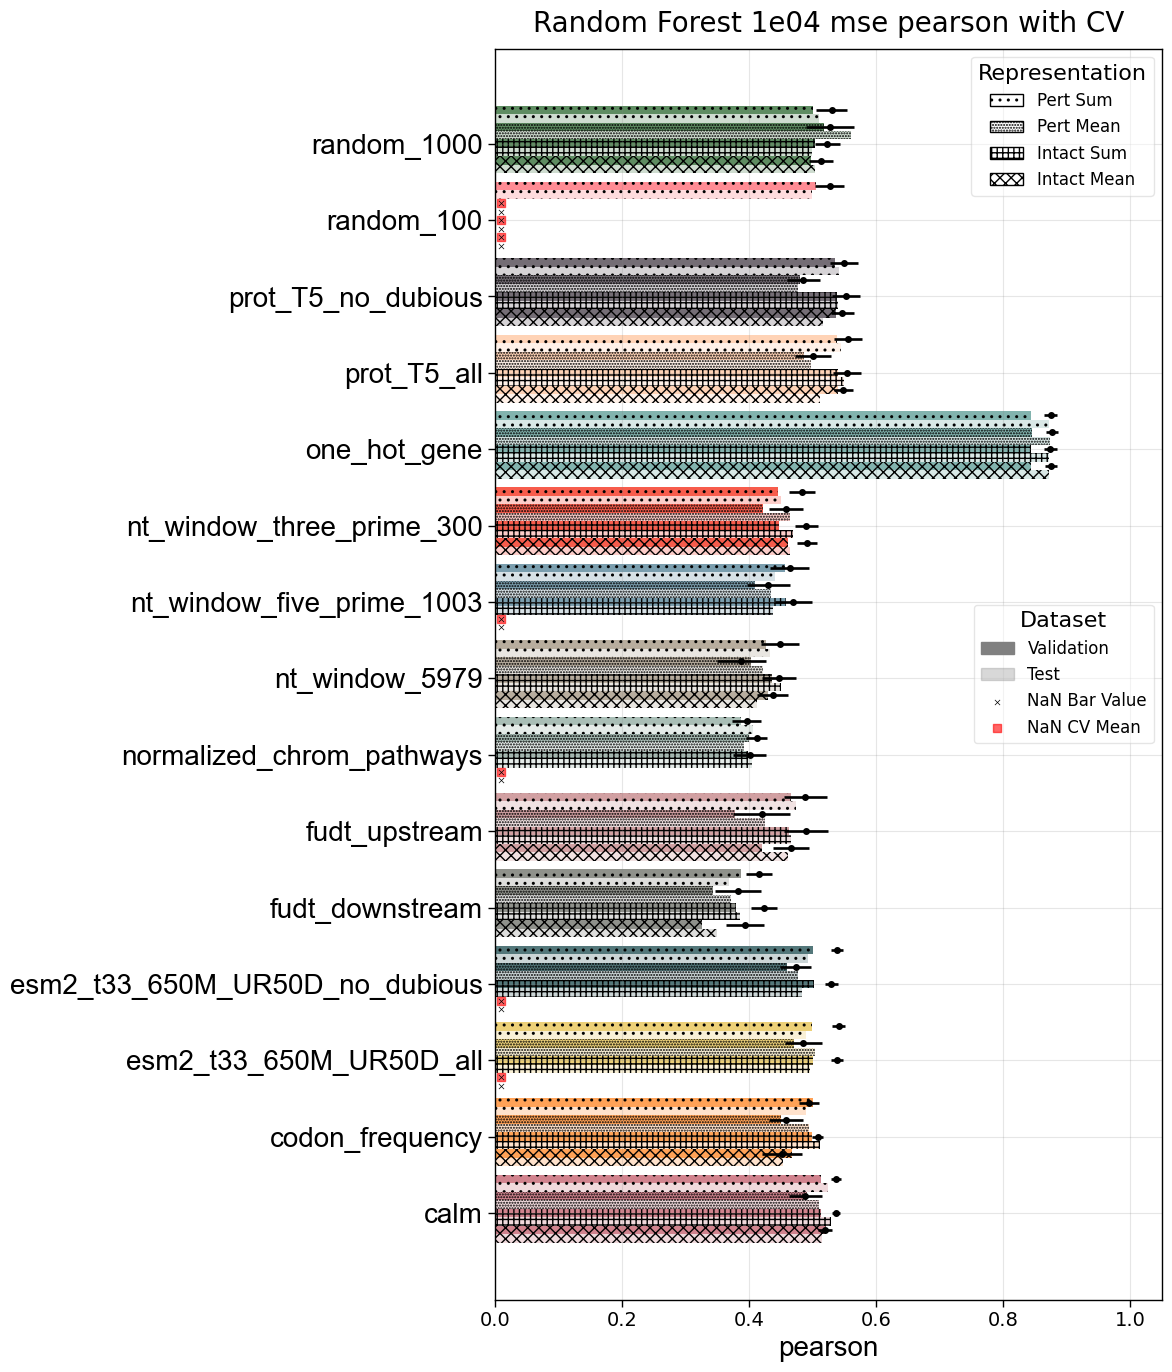 Random Forest 1e04 mse pearson with CV
Representation
Pert Sum
Pert Mean
Intact Sum
Intact Mean
random_1000
random_100
prot_T5_no_dubious
prot_T5_all
one_hot_gene
nt_window_three_prime_300
nt_window_five_prime_1003
nt_window_5979
normalized_chrom_pathways
fudt_upstream
fudt_downstream
esm2_t33_650M_UR50D_no_dubious
esm2_t33_650M_UR50D_all
codon_frequency
calm
Dataset
Validation
Test
NaN Bar Value
NaN CV Mean
0.0 0.2 0.4 0.6 0.8 1.0
pearson